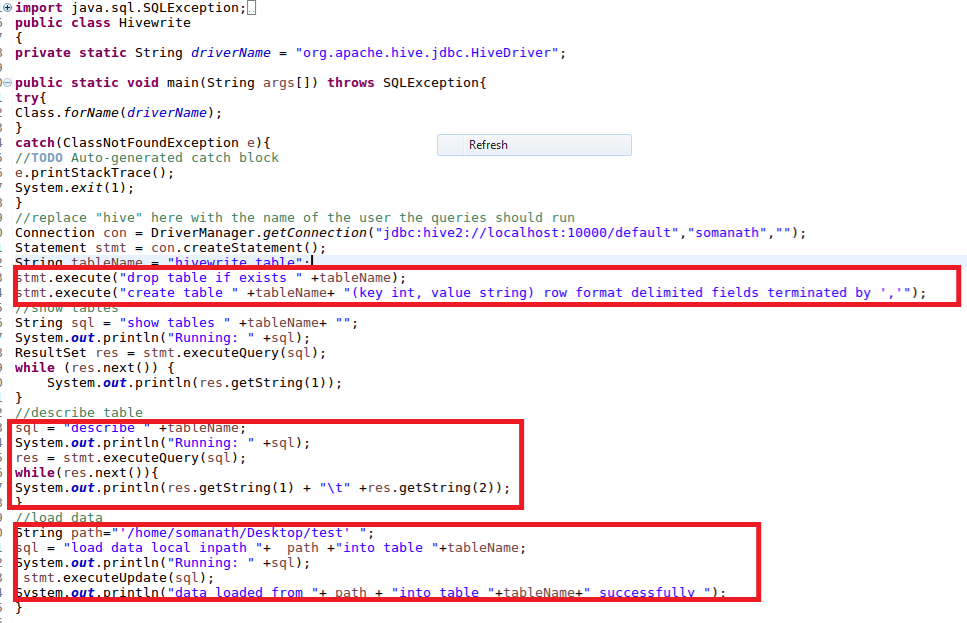 import java.sql.SQLException;
public class Hivewrite
{
private static String driverName = "org.apache.hive.jdbc.HiveDriver";
public static void main(String args[]) throws SQLException{
try{
Class.forName(driverName);
}
catch(ClassNotFoundException e){
Refresh
//TODO Auto-generated catch block
e.printStackTrace();
System.exit(1);
}
//replace "hive" here with the name of the user the queries should run
Connection con = DriverManager.getConnection("jdbc:hive2://localhost:10000/default","somanath","");
Statement stmt = con.createStatement();
String tableName = "hivewrite_table";
stmt.execute("drop table if exists " +tableName);
stmt.execute("create table " +tableName+ "(key int, value string) row format delimited fields terminated by ','");
//show tables
String sql = "show tables " +tableName+ "";
System.out.println("Running: " +sql);
ResultSet res = stmt.executeQuery(sql);
while (res.next()) {
    System.out.println(res.getString(1));
}
//describe table
sql = "describe " +tableName;
System.out.println("Running: " +sql);
res = stmt.executeQuery(sql);
while(res.next()){
System.out.println(res.getString(1) + "\t" +res.getString(2));
}
//load data
String path="'/home/somanath/Desktop/test' ";
sql = "load data local inpath "+  path +"into table "+tableName;
System.out.println("Running: " +sql);
 stmt.executeUpdate(sql);
System.out.println("data loaded from "+ path + "into table "+tableName+" successfully ");
}